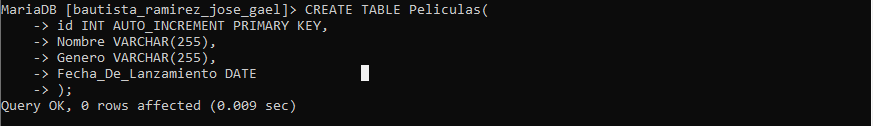 MariaDB [bautista_ramirez_jose_gael]> CREATE TABLE Peliculas(
    -> id INT AUTO_INCREMENT PRIMARY KEY,
    -> Nombre VARCHAR(255),
    -> Genero VARCHAR(255),
    -> Fecha_De_Lanzamiento DATE
    -> );
Query OK, 0 rows affected (0.009 sec)